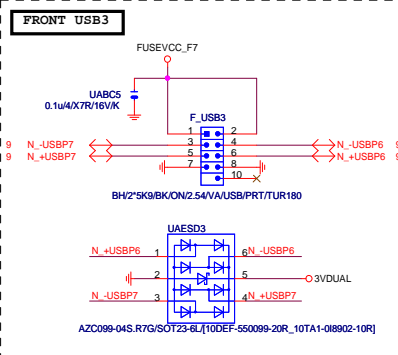 FRONT USB3
FUSEVCC_F7
UABC5
0.1u/4/X7R/16V/K
F_USB3
1 2
9 N_-USBP7 3 4 N_-USBP6 9
9 N_+USBP7 5 6 N_+USBP6 9
7 8
10
BH/2*5K9/BK/ON/2.54/VA/USB/PRT/TUR180
UAESD3
N_+USBP6 1 6 N_-USBP6
2 5 3VDUAL
N_-USBP7 3 4 N_+USBP7
AZC099-04S.R7G/SOT23-6L/[10DEF-550099-20R_10TA1-0I8902-10R]